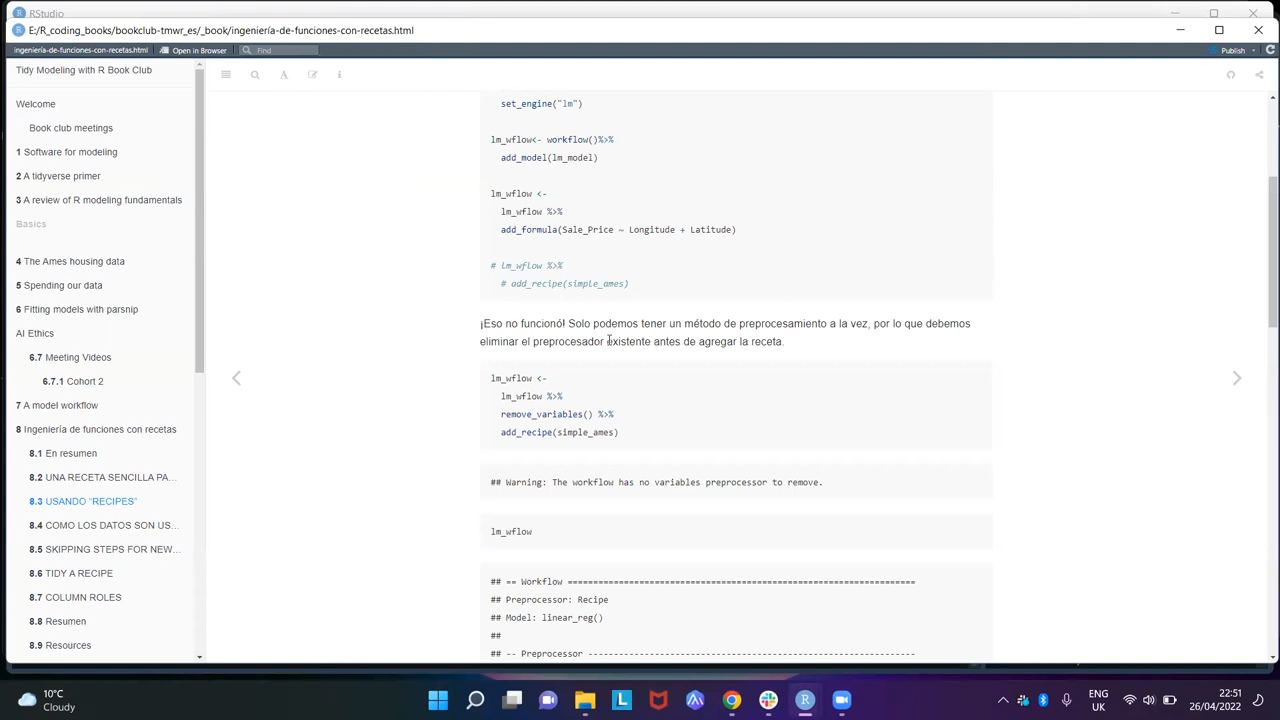 RStudio
E:/R_coding_books/bookclub-tmwr_es/_book/ingeniería-de-funciones-con-recetas.html
ingeniería-de-funciones-con-recetas.html Open in Browser Find Publish
Tidy Modeling with R Book Club
Welcome
Book club meetings
1 Software for modeling
2 A tidyverse primer
3 A review of R modeling fundamentals
Basics
4 The Ames housing data
5 Spending our data
6 Fitting models with parsnip
AI Ethics
6.7 Meeting Videos
6.7.1 Cohort 2
7 A model workflow
8 Ingeniería de funciones con recetas
8.1 En resumen
8.2 UNA RECETA SENCILLA PA...
8.3 USANDO “RECIPES”
8.4 COMO LOS DATOS SON US...
8.5 SKIPPING STEPS FOR NEW...
8.6 TIDY A RECIPE
8.7 COLUMN ROLES
8.8 Resumen
8.9 Resources
set_engine("lm")
lm_wflow<- workflow()%>%
add_model(lm_model)
lm_wflow <-
lm_wflow %>%
add_formula(Sale_Price ~ Longitude + Latitude)
# lm_wflow %>%
# add_recipe(simple_ames)
¡Eso no funcionó! Solo podemos tener un método de preprocesamiento a la vez, por lo que debemos
eliminar el preprocesador existente antes de agregar la receta.
lm_wflow <-
lm_wflow %>%
remove_variables() %>%
add_recipe(simple_ames)
## Warning: The workflow has no variables preprocessor to remove.
lm_wflow
## == Workflow ================================================================
## Preprocessor: Recipe
## Model: linear_reg()
##
## -- Preprocessor ------------------------------------------------------------
10°C
Cloudy
ENG
UK
22:51
26/04/2022